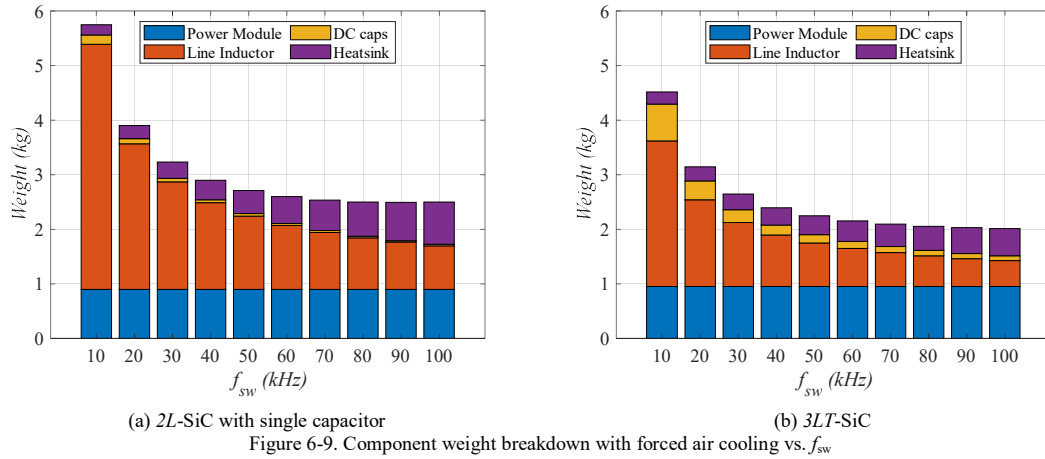 6
5
4
3
2
1
0
Weight (kg)
Power Module
Line Inductor
DC caps
Heatsink
10 20 30 40 50 60 70 80 90 100
fsw (kHz)
(a) 2L-SiC with single capacitor
6
5
4
3
2
1
0
Weight (kg)
Power Module
Line Inductor
DC caps
Heatsink
10 20 30 40 50 60 70 80 90 100
fsw (kHz)
(b) 3LT-SiC
Figure 6-9. Component weight breakdown with forced air cooling vs. fsw